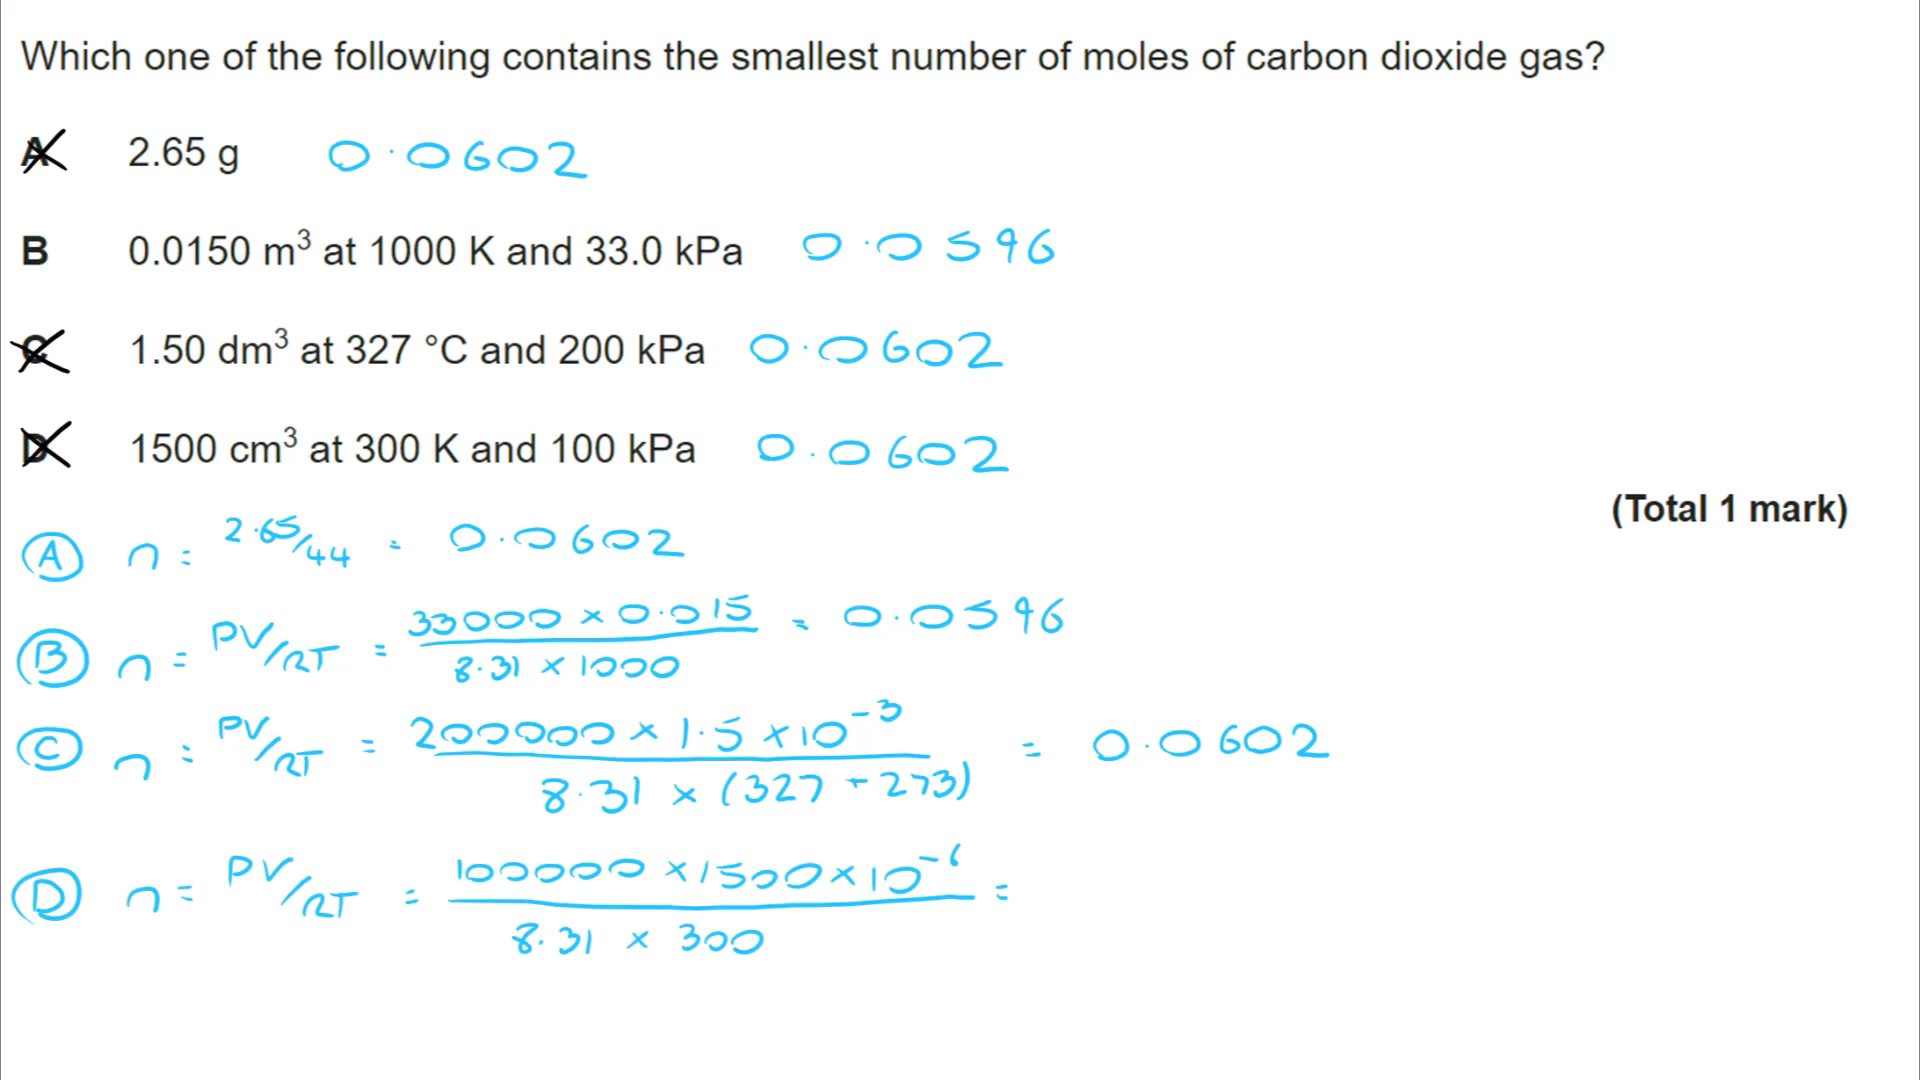 Which one of the following contains the smallest number of moles of carbon dioxide gas?
A 2.65 g 0.0602
B 0.0150 m³ at 1000 K and 33.0 kPa 0.0596
C 1.50 dm³ at 327 °C and 200 kPa 0.0602
D 1500 cm³ at 300 K and 100 kPa 0.0602
(Total 1 mark)
A n = 2.65/44 = 0.0602
B n = PV/RT = 33000 × 0.015 / 8.31 × 1000 = 0.0596
C n = PV/RT = 200000 × 1.5 × 10⁻³ / 8.31 × (327 + 273) = 0.0602
D n = PV/RT = 100000 × 1500 × 10⁻⁶ / 8.31 × 300 =